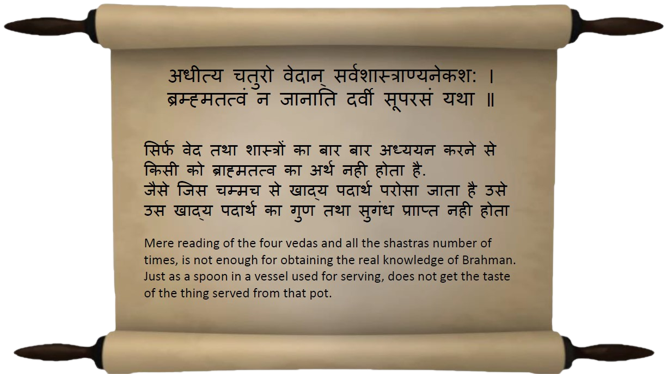 अधीत्य चतुरो वेदान् सर्वशास्त्राण्यनेकश: ।
ब्रम्हमतत्वं न जानाति दर्वी सूपरसं यथा ॥
सिर्फ वेद तथा शास्त्रों का बार बार अध्ययन करने से
किसी को ब्राह्मतत्व का अर्थ नही होता है.
जैसे जिस चम्मच से खाद्य पदार्थ परोसा जाता है उसे
उस खाद्य पदार्थ का गुण तथा सुगंध प्रााप्त नही होता
Mere reading of the four vedas and all the shastras number of
times, is not enough for obtaining the real knowledge of Brahman.
Just as a spoon in a vessel used for serving, does not get the taste
of the thing served from that pot.